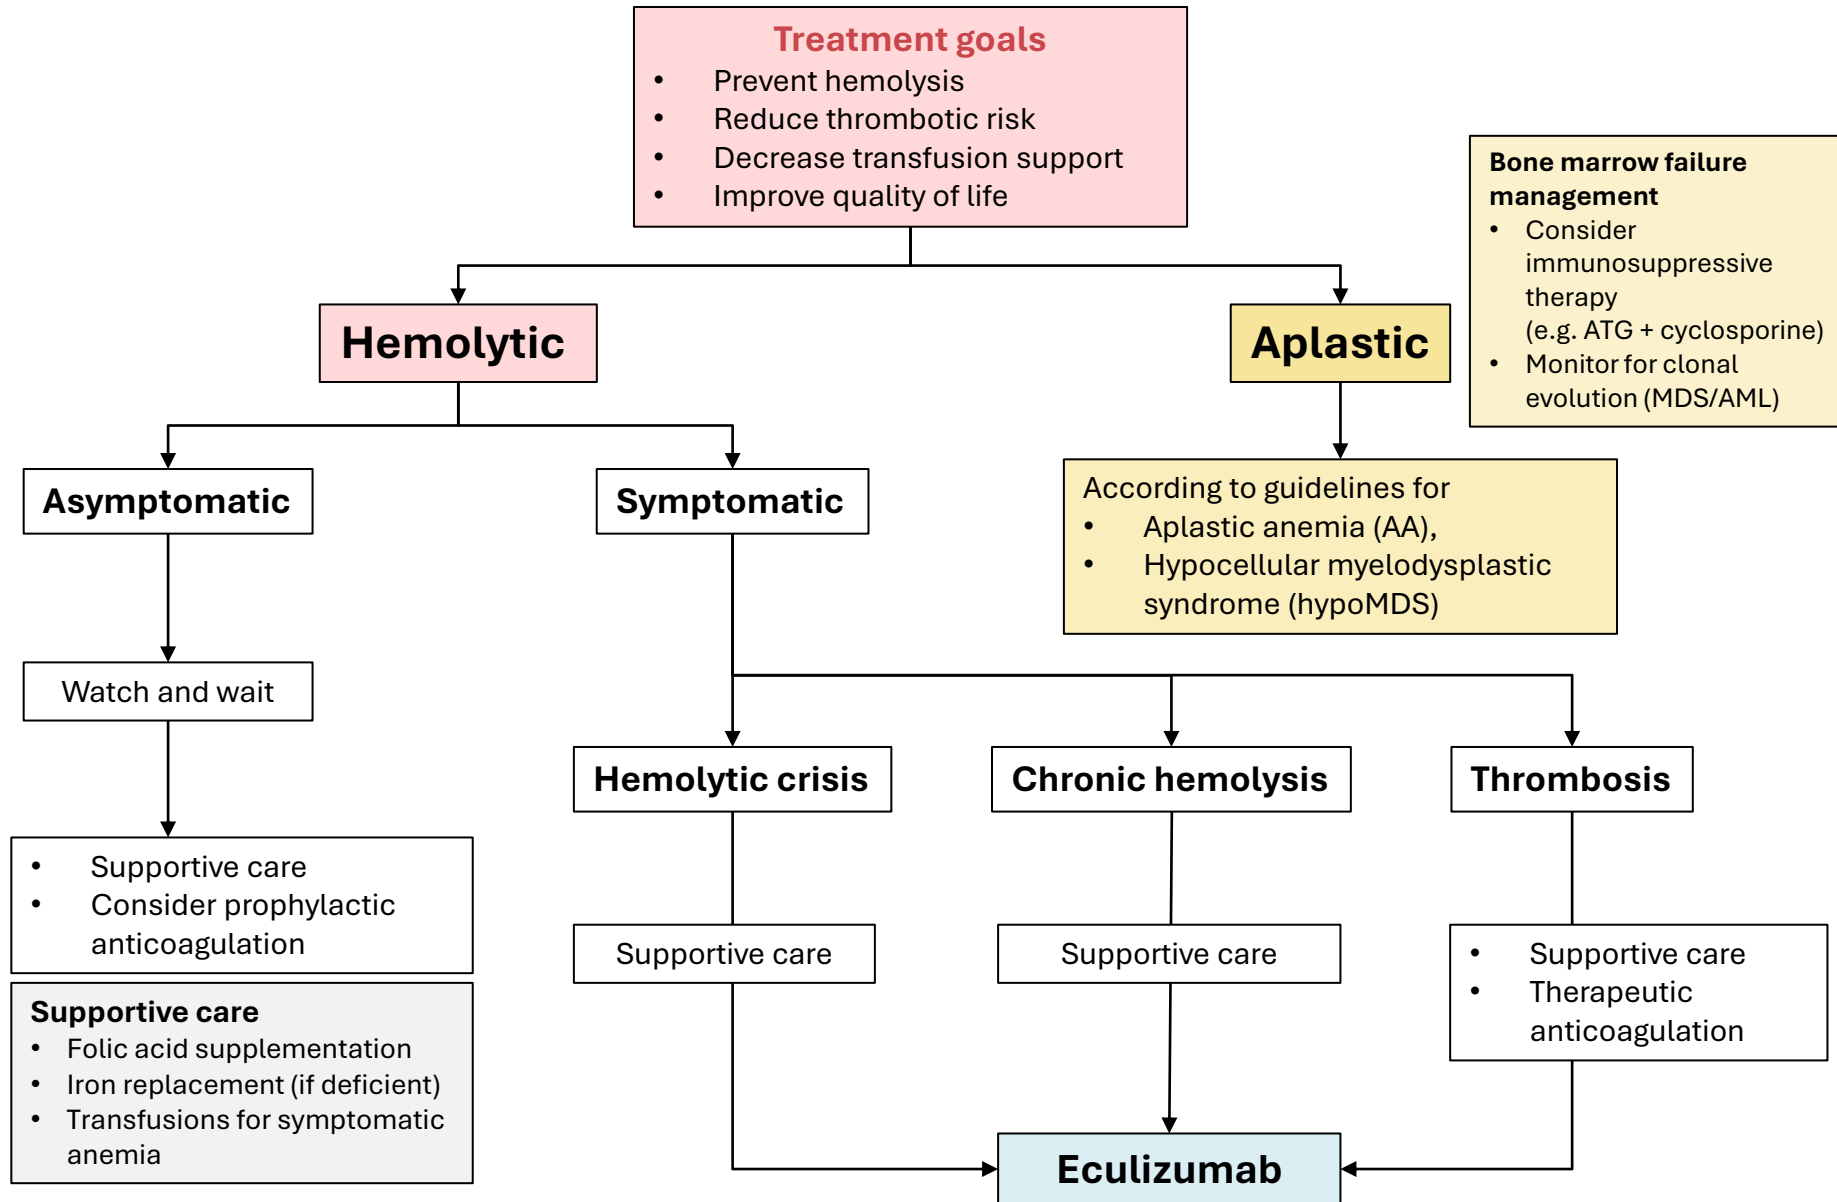 Treatment goals
• Prevent hemolysis
• Reduce thrombotic risk
• Decrease transfusion support
• Improve quality of life
Bone marrow failure
management
• Consider
immunosuppressive
therapy
(e.g. ATG + cyclosporine)
• Monitor for clonal
evolution (MDS/AML)
Hemolytic
Aplastic
Asymptomatic
Symptomatic
According to guidelines for
• Aplastic anemia (AA),
• Hypocellular myelodysplastic
syndrome (hypoMDS)
Watch and wait
Hemolytic crisis
Chronic hemolysis
Thrombosis
• Supportive care
• Consider prophylactic
anticoagulation
Supportive care
Supportive care
• Supportive care
• Therapeutic
anticoagulation
Supportive care
• Folic acid supplementation
• Iron replacement (if deficient)
• Transfusions for symptomatic
anemia
Eculizumab